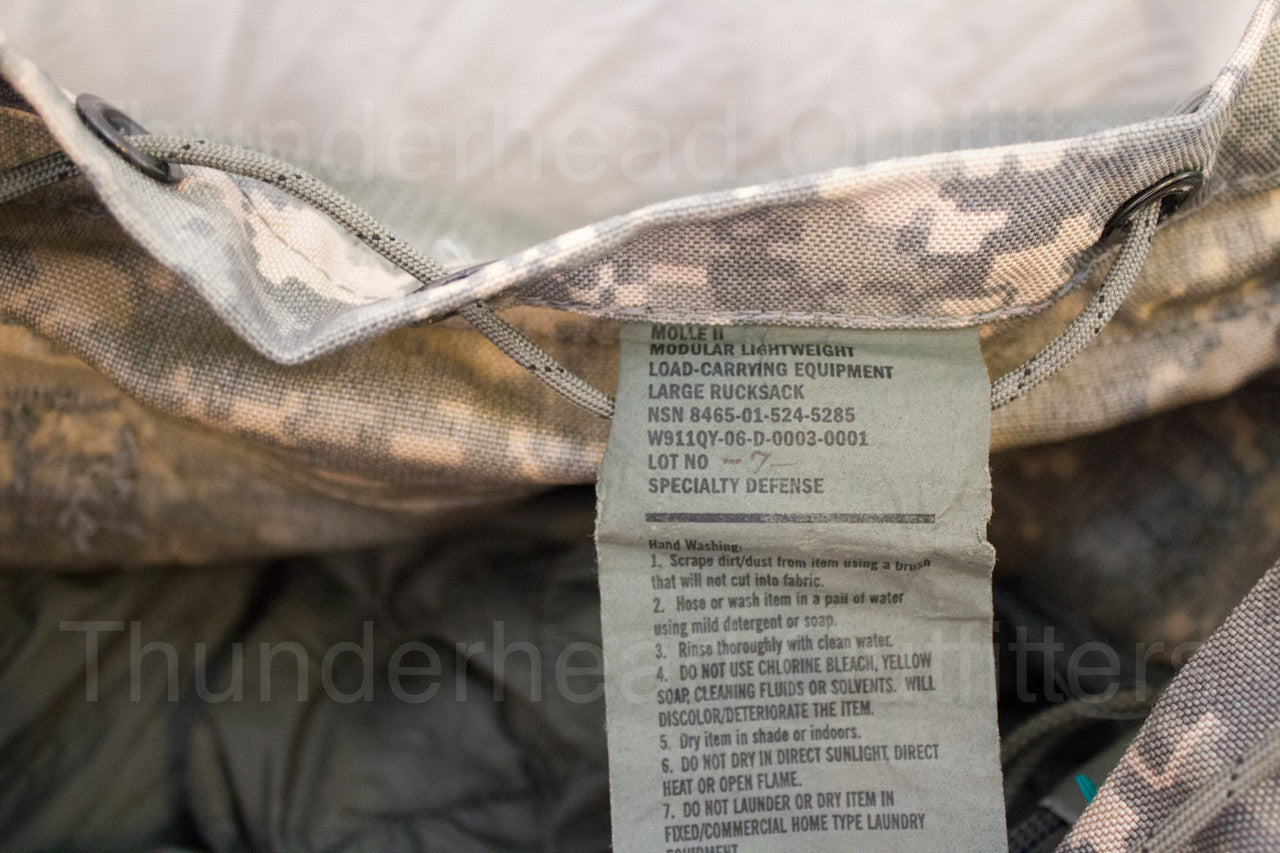 Thunderhead Outfitters
MOLLE II
MODULAR LIGHTWEIGHT
LOAD-CARRYING EQUIPMENT
LARGE RUCKSACK
NSN 8465-01-524-5285
W911QY-06-D-0003-0001
LOT NO -7-
SPECIALTY DEFENSE
Hand Washing:
1. Scrape dirt/dust from item using a brush
that will not cut into fabric.
2. Hose or wash item in a pail of water
using mild detergent or soap.
3. Rinse thoroughly with clean water.
4. DO NOT USE CHLORINE BLEACH, YELLOW
SOAP, CLEANING FLUIDS OR SOLVENTS. WILL
DISCOLOR/DETERIORATE THE ITEM.
5. Dry item in shade or indoors.
6. DO NOT DRY IN DIRECT SUNLIGHT, DIRECT
HEAT OR OPEN FLAME.
7. DO NOT LAUNDER OR DRY ITEM IN
FIXED/COMMERCIAL HOME TYPE LAUNDRY
EQUIPMENT
Thunderhead Outfitters